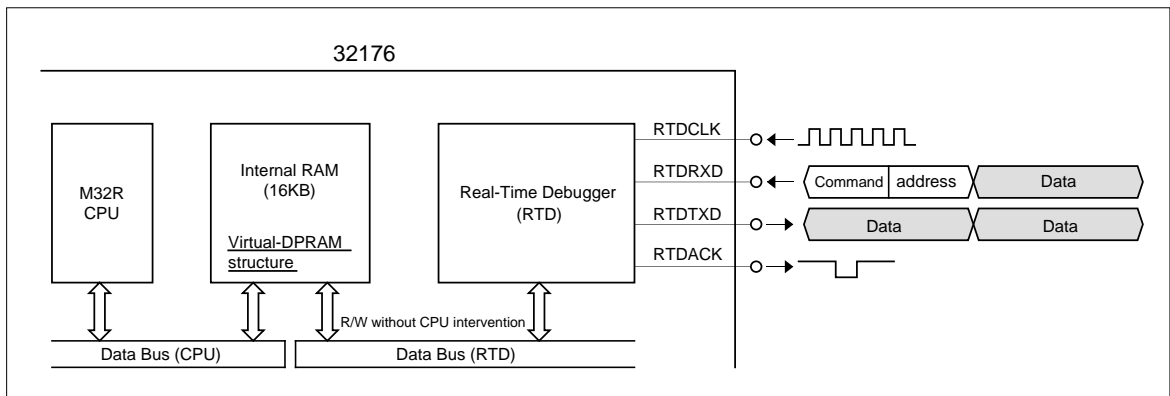 32176
M32R
CPU
Internal RAM
(16KB)
Virtual-DPRAM
structure
Real-Time Debugger
(RTD)
RTDCLK
RTDRXD
RTDTXD
RTDACK
Command
address
Data
Data
Data
R/W without CPU intervention
Data Bus (CPU)
Data Bus (RTD)